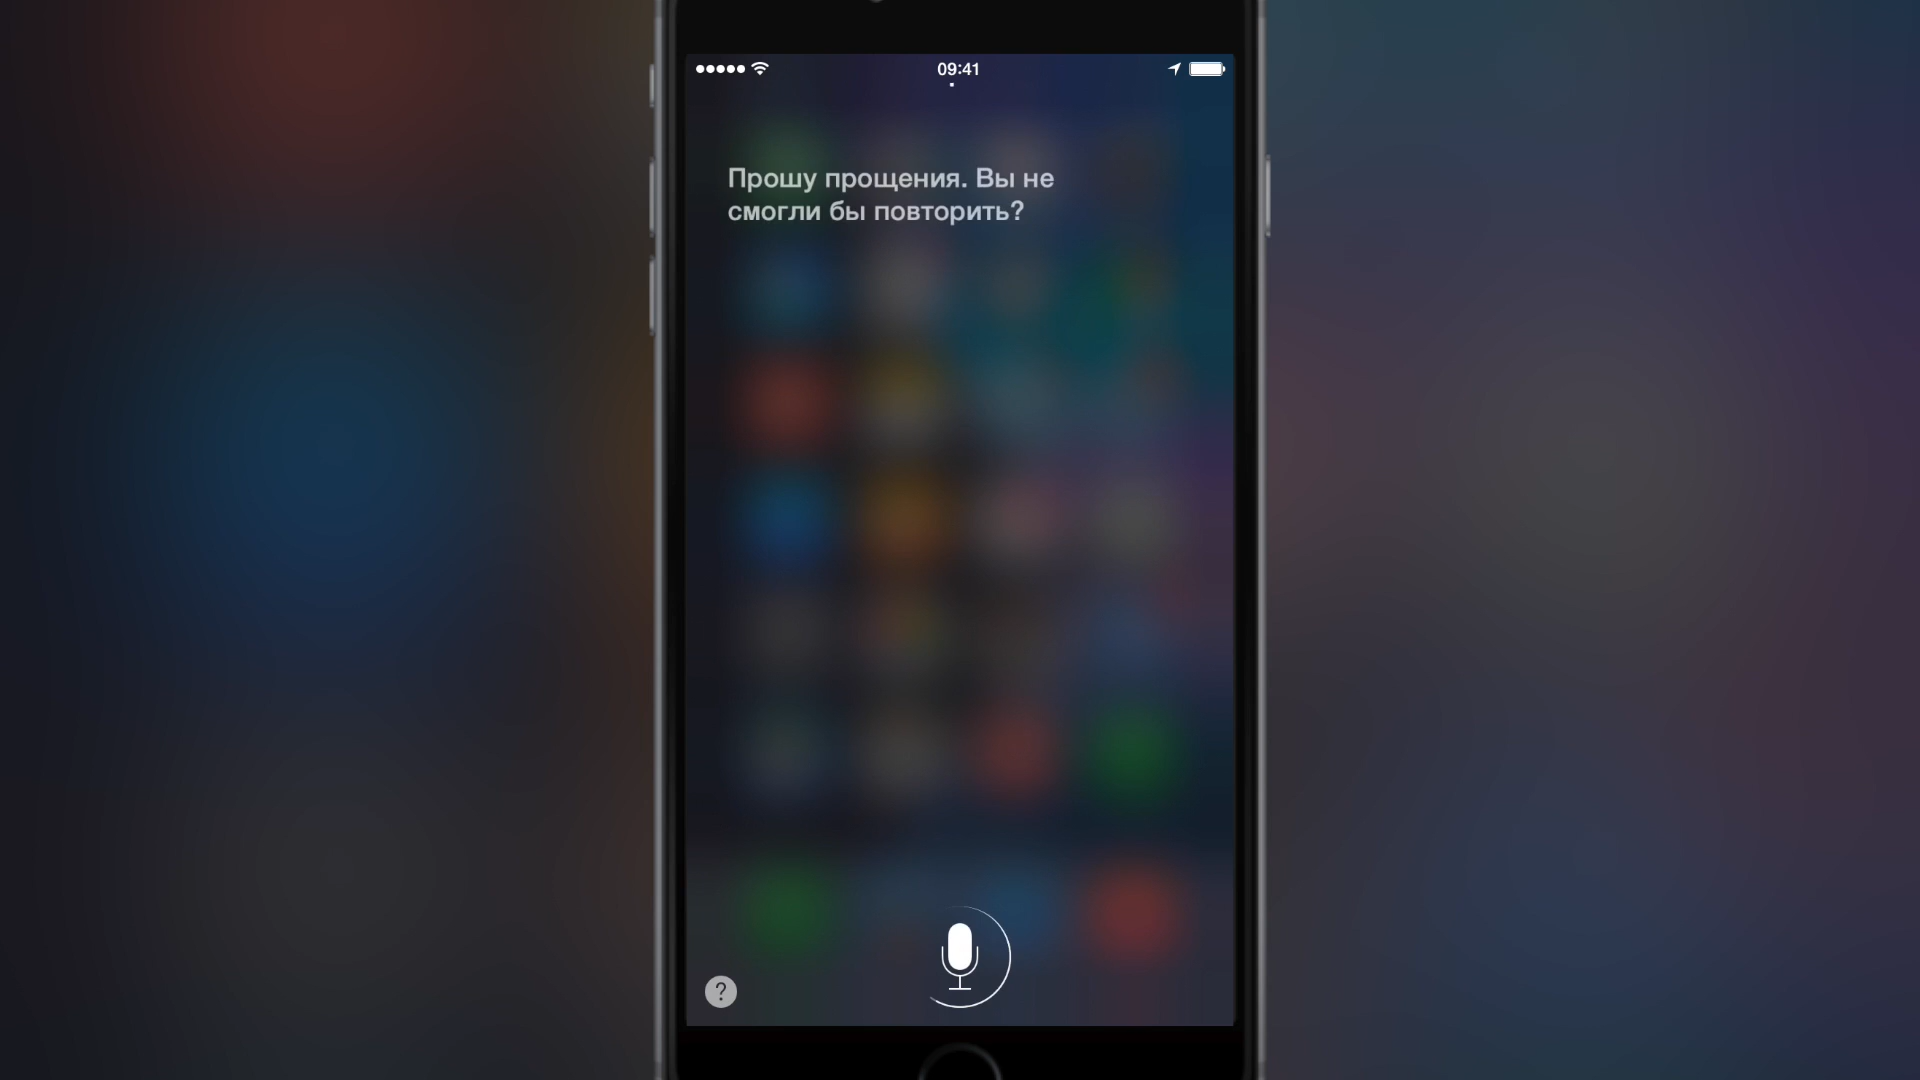 09:41
Прошу прощения. Вы не
смогли бы повторить?
?